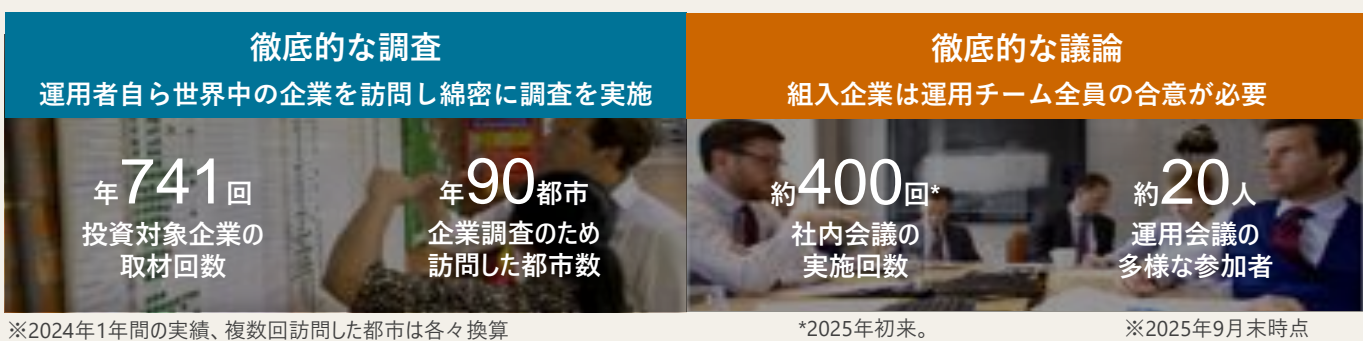 徹底的な調査
運用者自ら世界中の企業を訪問し綿密に調査を実施
年741回
投資対象企業の
取材回数
年90都市
企業調査のため
訪問した都市数
※2024年1年間の実績、複数回訪問した都市は各々換算
徹底的な議論
組入企業は運用チーム全員の合意が必要
約400回*
社内会議の
実施回数
約20人
運用会議の
多様な参加者
*2025年初来。
※2025年9月末時点